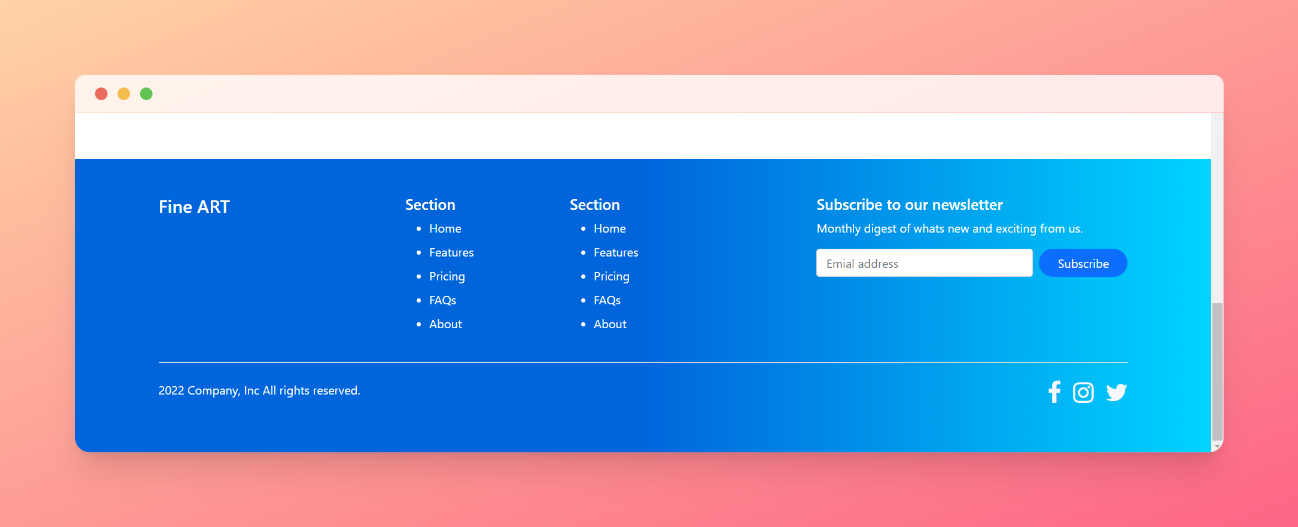 Fine ART
Section
Home
Features
Pricing
FAQs
About
Section
Home
Features
Pricing
FAQs
About
Subscribe to our newsletter
Monthly digest of whats new and exciting from us.
Emial address
Subscribe
2022 Company, Inc All rights reserved.